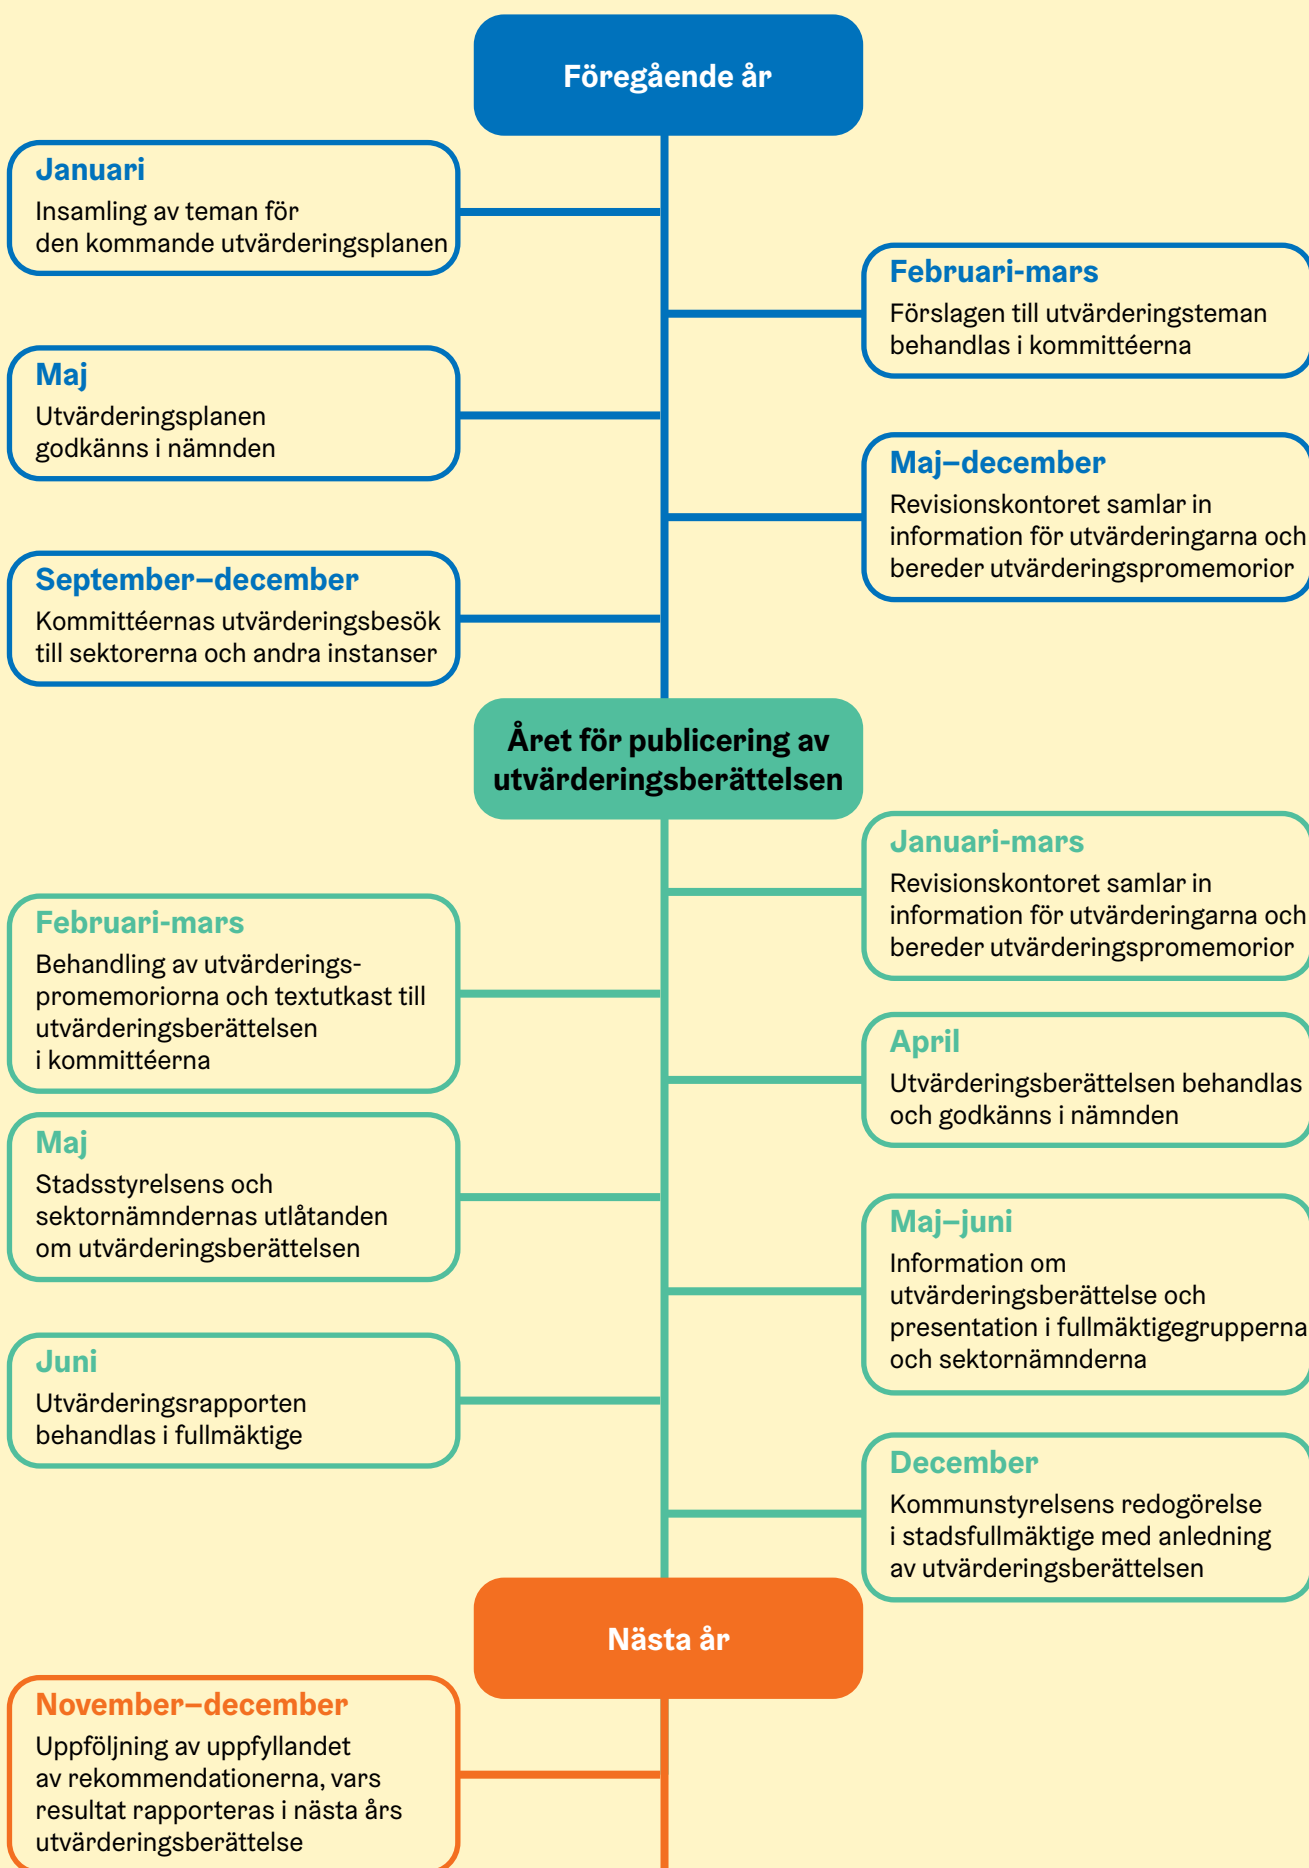 Föregående år
Januari
Insamling av teman för
den kommande utvärderingsplanen
Februari-mars
Förslagen till utvärderingsteman
behandlas i kommittéerna
Maj
Utvärderingsplanen
godkänns i nämnden
Maj–december
Revisionskontoret samlar in
information för utvärderingarna och
bereder utvärderingspromemorior
September–december
Kommittéernas utvärderingsbesök
till sektorerna och andra instanser
Året för publicering av
utvärderingsberättelsen
Januari-mars
Revisionskontoret samlar in
information för utvärderingarna och
bereder utvärderingspromemorior
Februari-mars
Behandling av utvärderings-
promemoriorna och textutkast till
utvärderingsberättelsen
i kommittéerna
April
Utvärderingsberättelsen behandlas
och godkänns i nämnden
Maj
Stadsstyrelsens och
sektornämndernas utlåtanden
om utvärderingsberättelsen
Maj–juni
Information om
utvärderingsberättelse och
presentation i fullmäktigegrupperna
och sektornämnderna
Juni
Utvärderingsrapporten
behandlas i fullmäktige
December
Kommunstyrelsens redogörelse
i stadsfullmäktige med anledning
av utvärderingsberättelsen
Nästa år
November–december
Uppföljning av uppfyllandet
av rekommendationerna, vars
resultat rapporteras i nästa års
utvärderingsberättelse